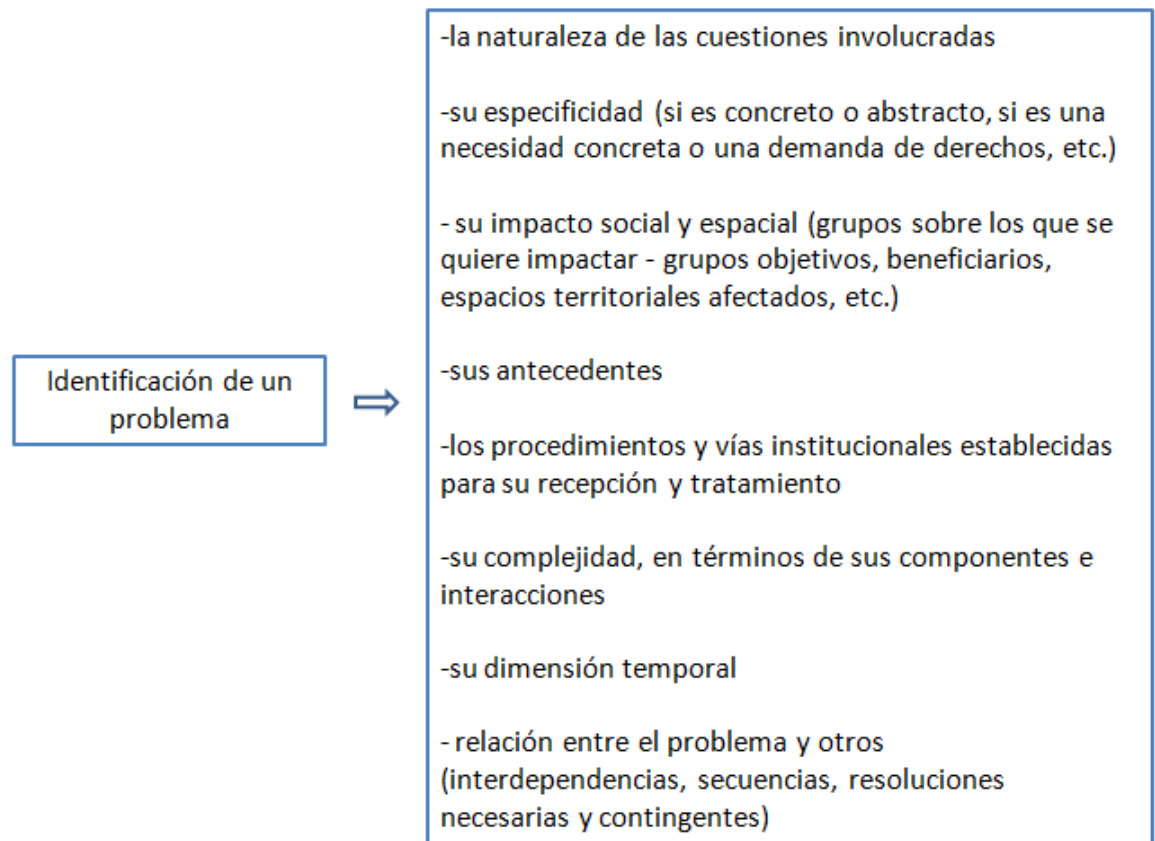 Identificación de un
problema
-la naturaleza de las cuestiones involucradas
-su especificidad (si es concreto o abstracto, si es una
necesidad concreta o una demanda de derechos, etc.)
- su impacto social y espacial (grupos sobre los que se
quiere impactar - grupos objetivos, beneficiarios,
espacios territoriales afectados, etc.)
-sus antecedentes
-los procedimientos y vías institucionales establecidas
para su recepción y tratamiento
-su complejidad, en términos de sus componentes e
interacciones
-su dimensión temporal
- relación entre el problema y otros
(interdependencias, secuencias, resoluciones
necesarias y contingentes)